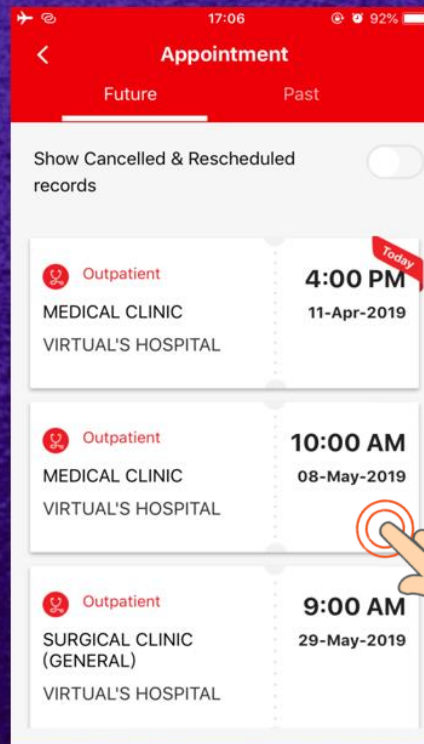 17:06
92%
Appointment
Future Past
Show Cancelled & Rescheduled
records
Today
Outpatient
4:00 PM
MEDICAL CLINIC
11-Apr-2019
VIRTUAL'S HOSPITAL
Outpatient
10:00 AM
MEDICAL CLINIC
08-May-2019
VIRTUAL'S HOSPITAL
Outpatient
9:00 AM
SURGICAL CLINIC
(GENERAL)
29-May-2019
VIRTUAL'S HOSPITAL